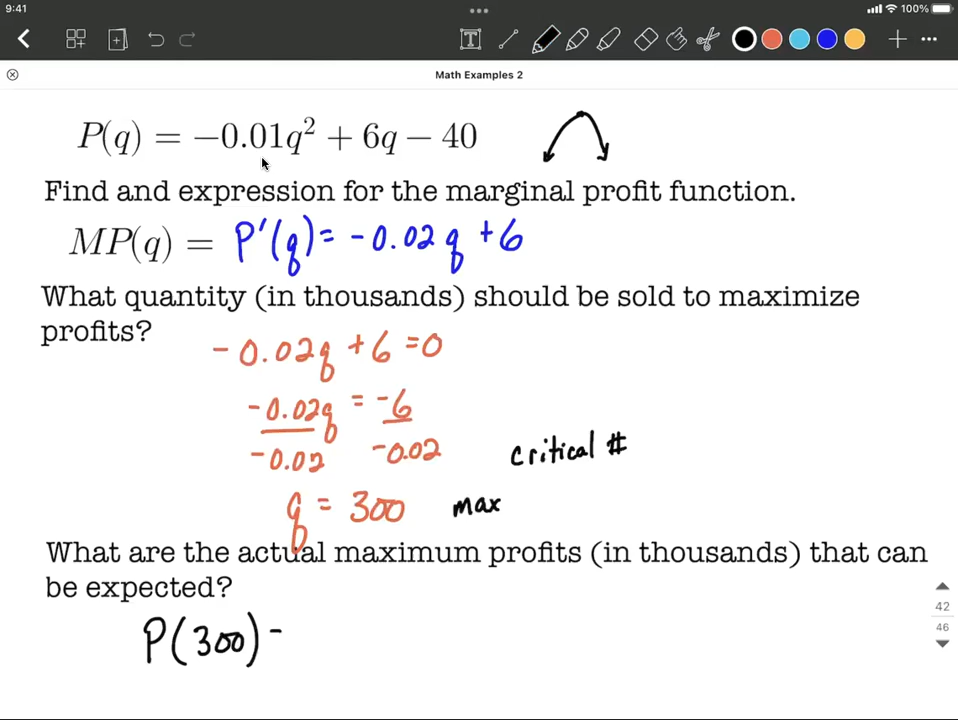 9:41
100%
T
Math Examples 2
P(q) = −0.01q² + 6q − 40
Find and expression for the marginal profit function.
MP(q) = P'(q) = -0.02q + 6
What quantity (in thousands) should be sold to maximize
profits?
-0.02q + 6 = 0
-0.02q = -6
-0.02 -0.02
critical #
q = 300 max
What are the actual maximum profits (in thousands) that can
be expected?
42
46
P(300) -